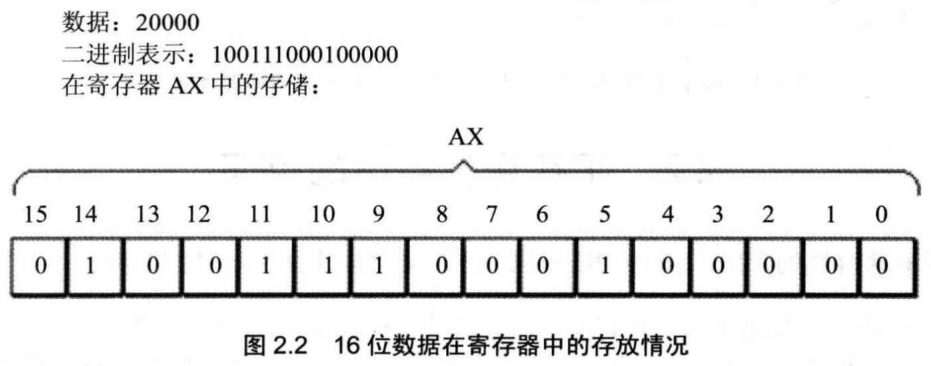 数据：20000
二进制表示：100111000100000
在寄存器 AX 中的存储：
AX
15 14 13 12 11 10 9 8 7 6 5 4 3 2 1 0
0 1 0 0 1 1 1 0 0 0 1 0 0 0 0 0
图 2.2 16 位数据在寄存器中的存放情况